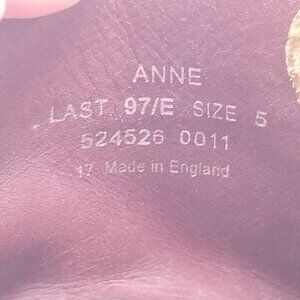 ANNE
LAST 97/E SIZE 5
524526 0011
17 Made in England